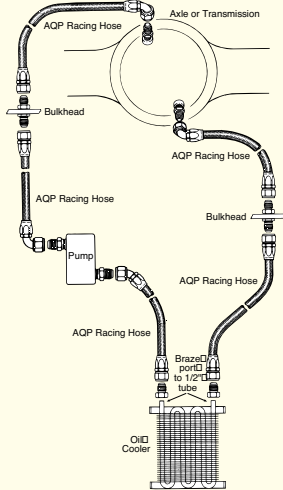 Axle or Transmission
AQP Racing Hose
Bulkhead
AQP Racing Hose
AQP Racing Hose
Bulkhead
Pump
AQP Racing Hose
AQP Racing Hose
Braze□
port□
to 1/2"□
tube
Oil□
Cooler